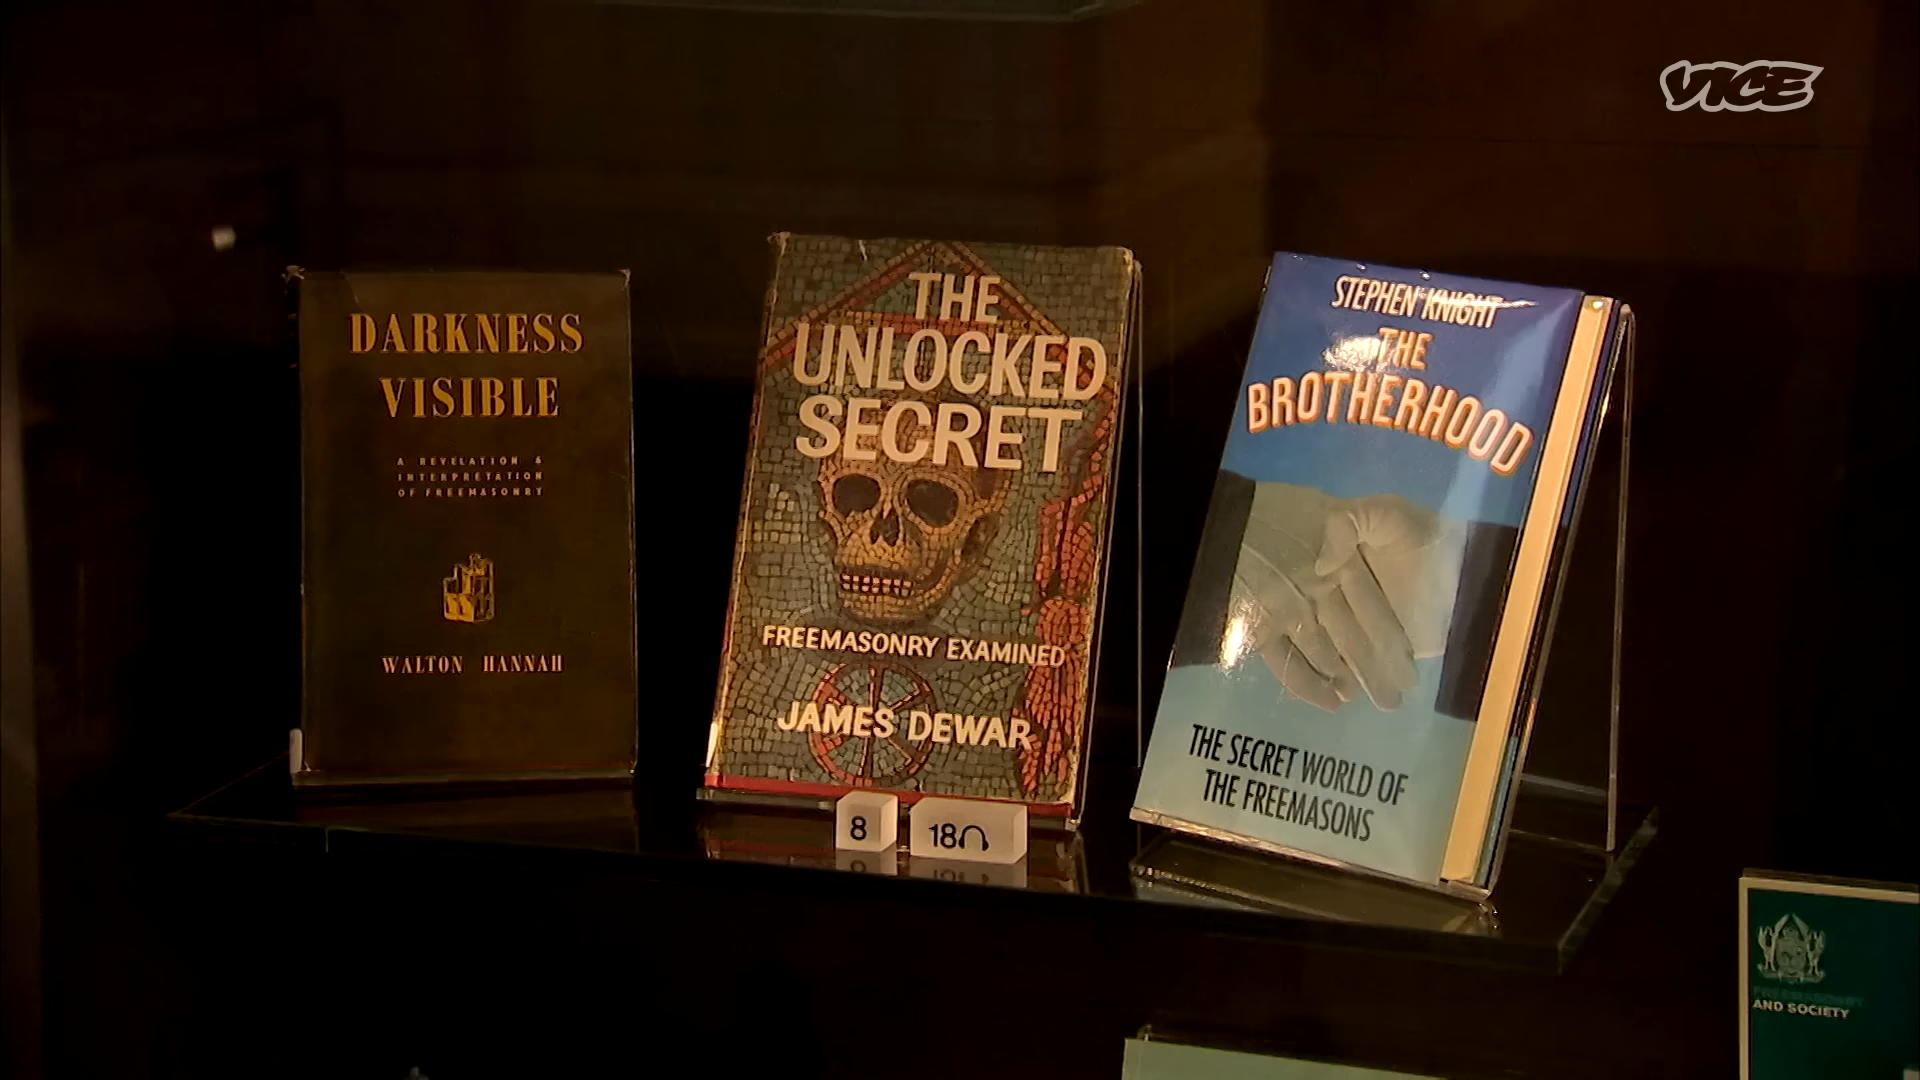 VICE
DARKNESS
VISIBLE
A REVELATION &
INTERPRETATION
OF FREEMASONRY
WALTON HANNAH
THE
UNLOCKED
SECRET
FREEMASONRY EXAMINED
JAMES DEWAR
8
18
STEPHEN KNIGHT
THE
BROTHERHOOD
THE SECRET WORLD OF
THE FREEMASONS
FREEMASONRY
AND SOCIETY